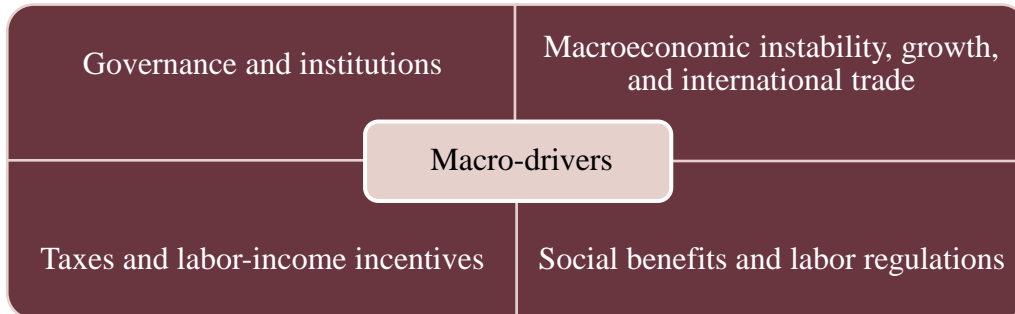 Governance and institutions
Macroeconomic instability, growth,
and international trade
Macro-drivers
Taxes and labor-income incentives
Social benefits and labor regulations